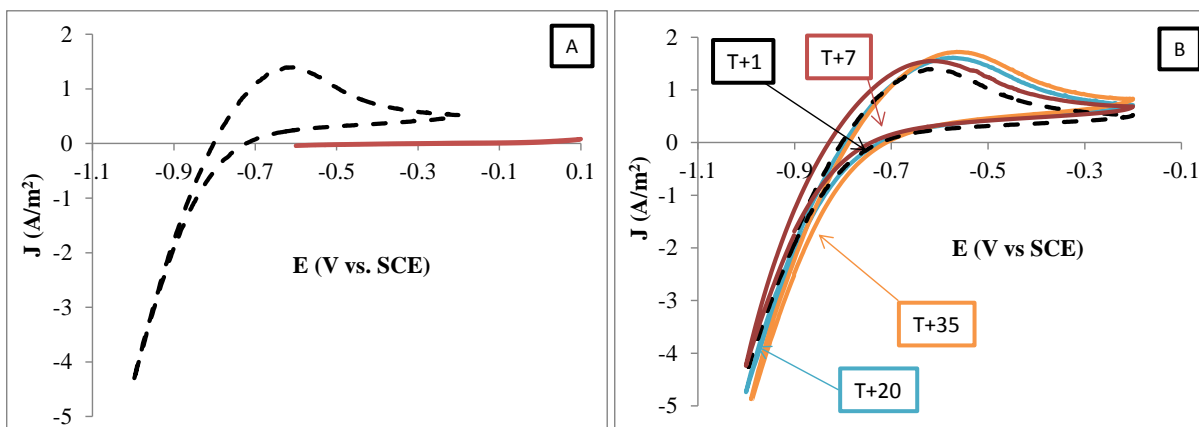 A
2
1
0
-1
-2
-3
-4
-5
-1.1 -0.9 -0.7 -0.5 -0.3 -0.1 0.1
J (A/m²)
E (V vs. SCE)
B
T+1
T+7
2
1
0
-1
-2
-3
-4
-5
-1.1 -0.9 -0.7 -0.5 -0.3 -0.1
J (A/m²)
E (V vs SCE)
T+35
T+20